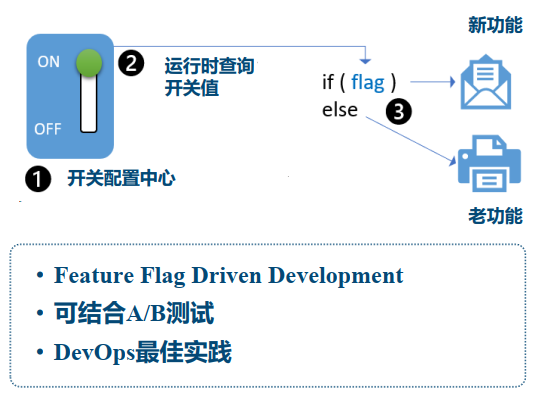 新功能
ON
❷ 运行时查询
开关值
if ( flag )
else
❸
OFF
❶ 开关配置中心
老功能
• Feature Flag Driven Development
• 可结合A/B测试
• DevOps最佳实践